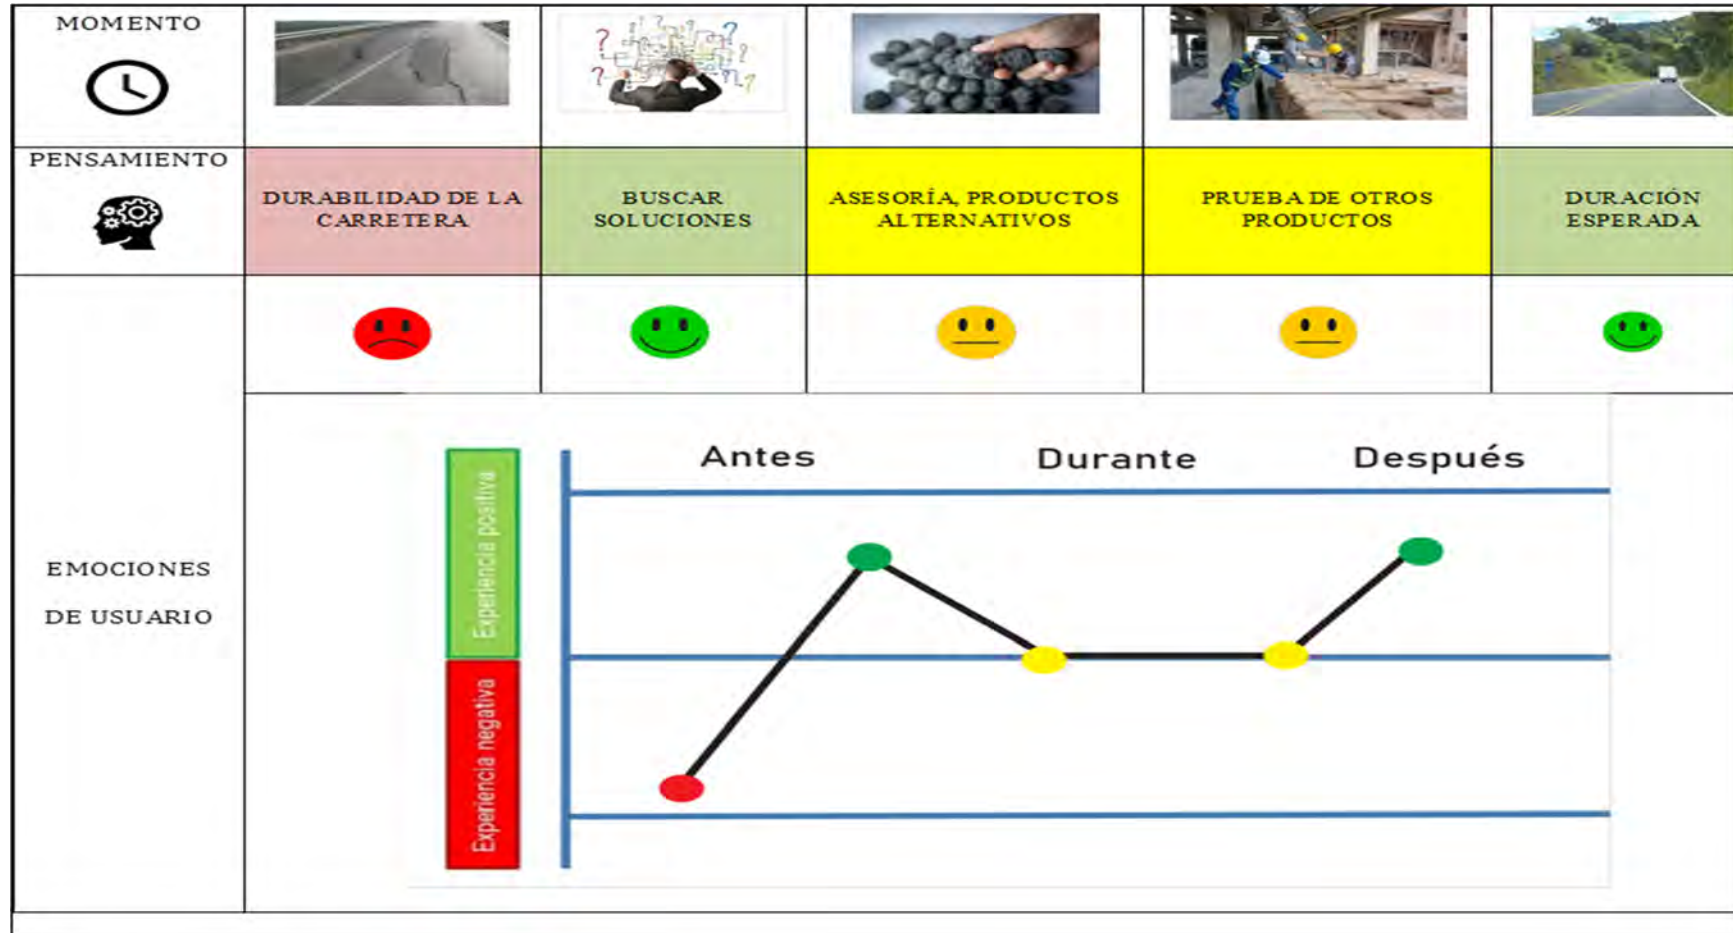 MOMENTO
PENSAMIENTO
DURABILIDAD DE LA
CARRETERA
BUSCAR
SOLUCIONES
ASESORÍA, PRODUCTOS
ALTERNATIVOS
PRUEBA DE OTROS
PRODUCTOS
DURACIÓN
ESPERADA
EMOCIONES
DE USUARIO
Antes
Durante
Después
Experiencia positiva
Experiencia negativa